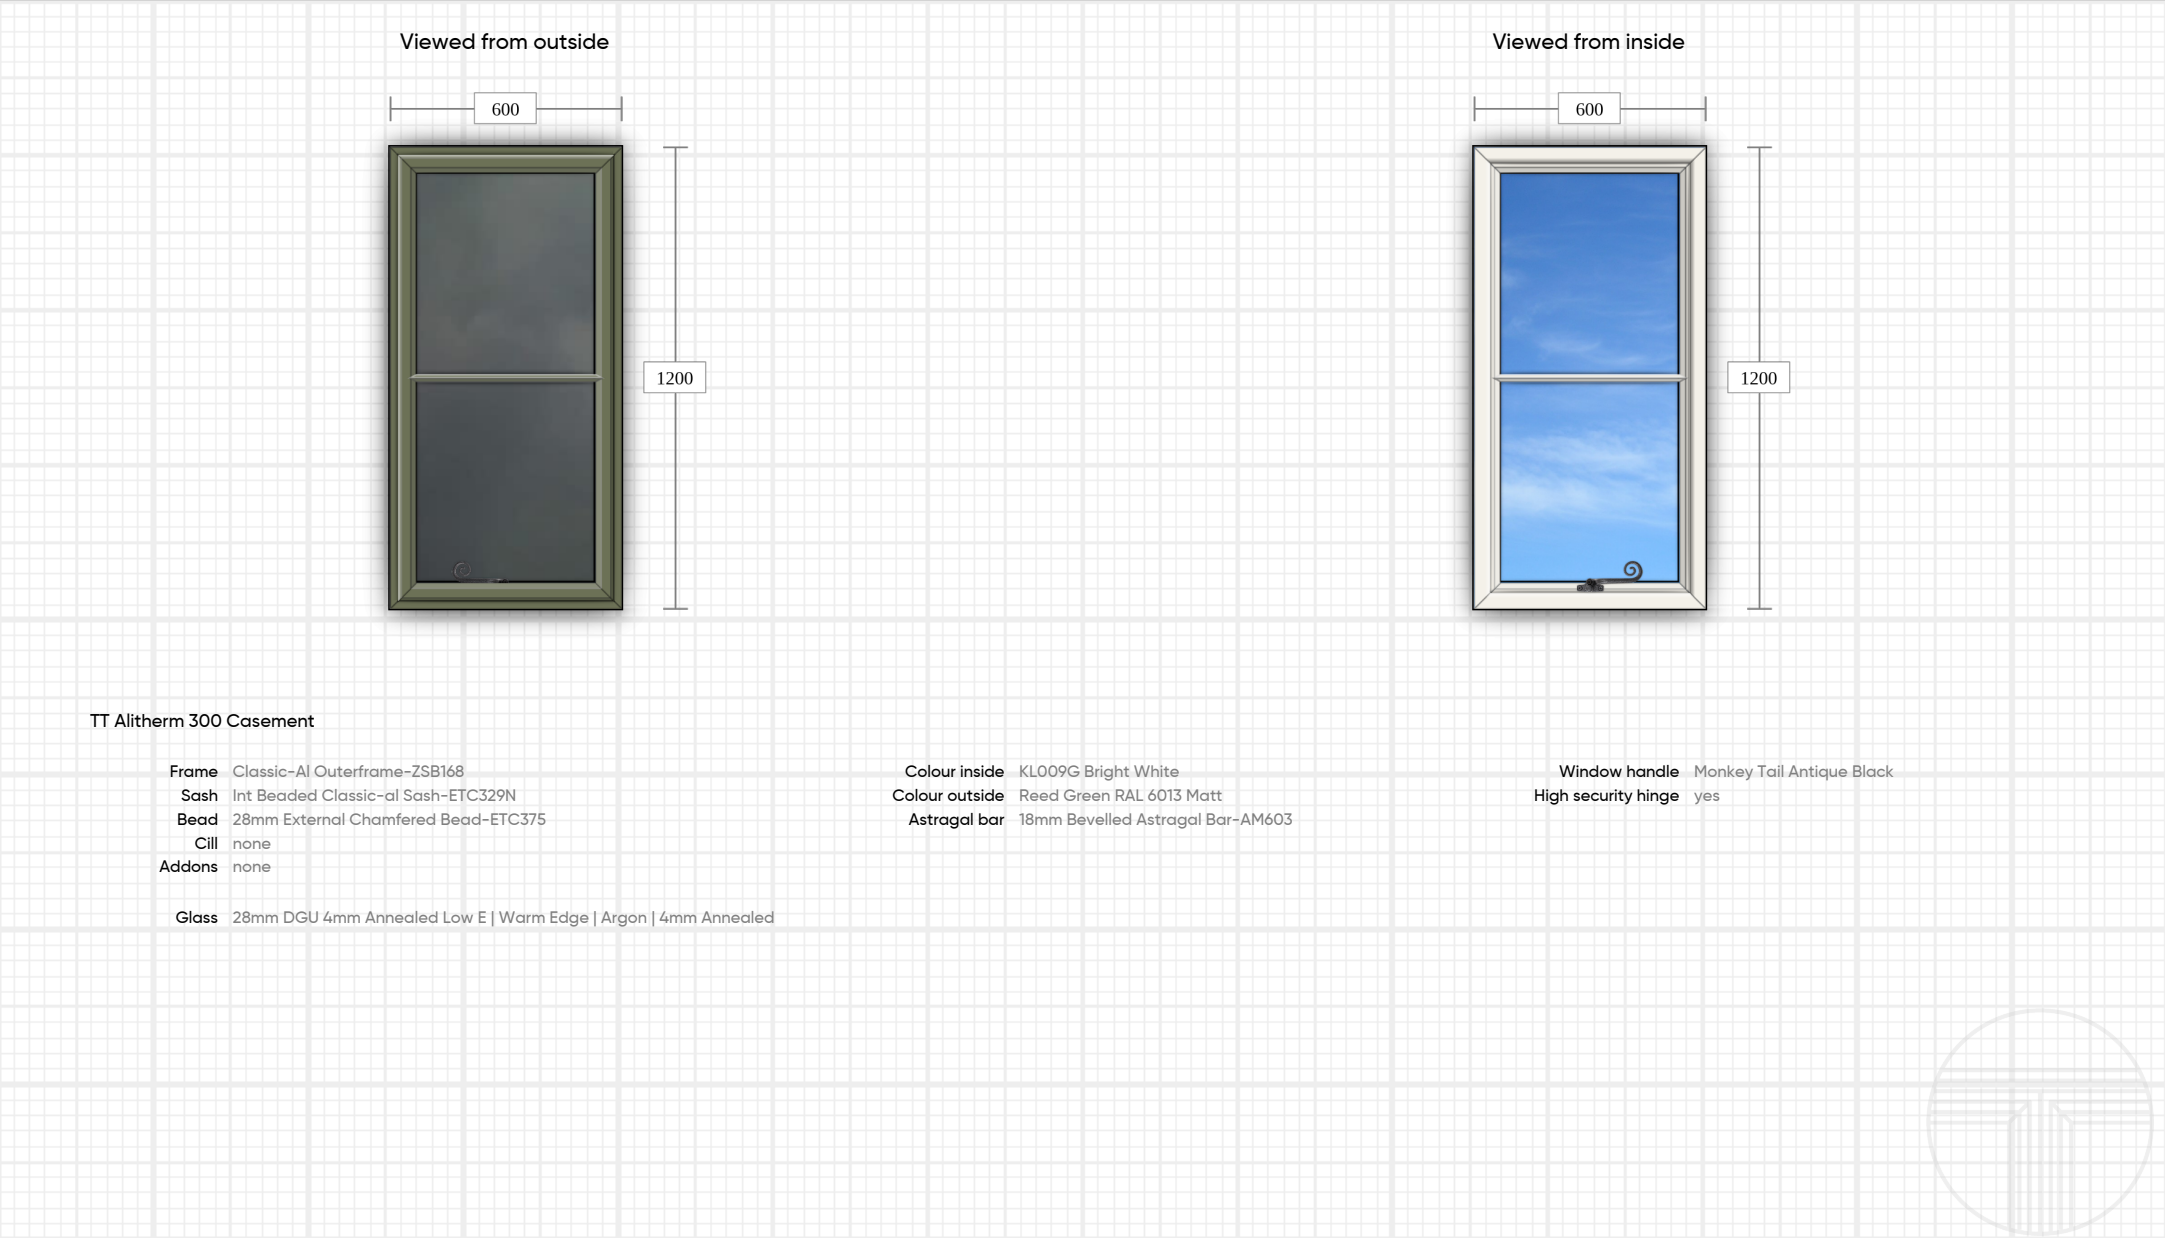 Viewed from outside
Viewed from inside
600
600
1200
1200
TT Alitherm 300 Casement
Frame Classic-Al Outerframe-ZSB168
Sash Int Beaded Classic-al Sash-ETC329N
Bead 28mm External Chamfered Bead-ETC375
Cill none
Addons none
Glass 28mm DGU 4mm Annealed Low E | Warm Edge | Argon | 4mm Annealed
Colour inside KL009G Bright White
Colour outside Reed Green RAL 6013 Matt
Astragal bar 18mm Bevelled Astragal Bar-AM603
Window handle Monkey Tail Antique Black
High security hinge yes